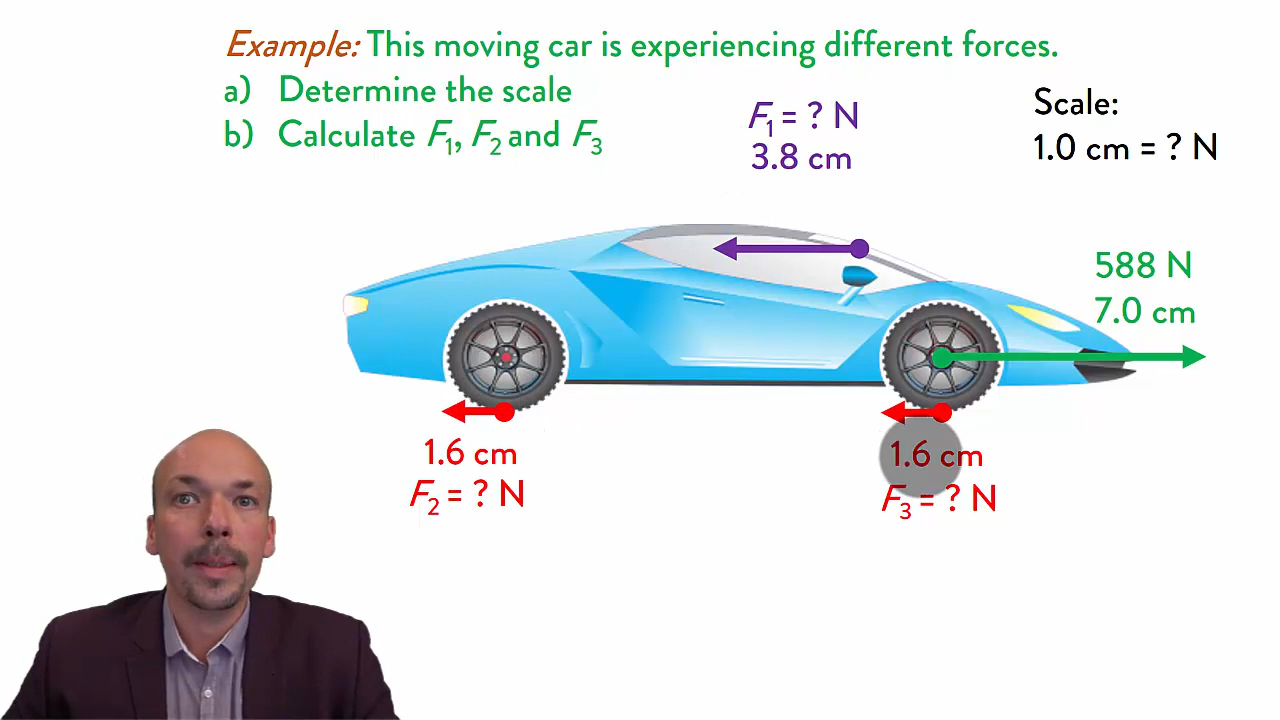 Example: This moving car is experiencing different forces.
a) Determine the scale
b) Calculate F₁, F₂ and F₃
F₁ = ? N
3.8 cm
Scale:
1.0 cm = ? N
588 N
7.0 cm
1.6 cm
F₂ = ? N
1.6 cm
F₃ = ? N